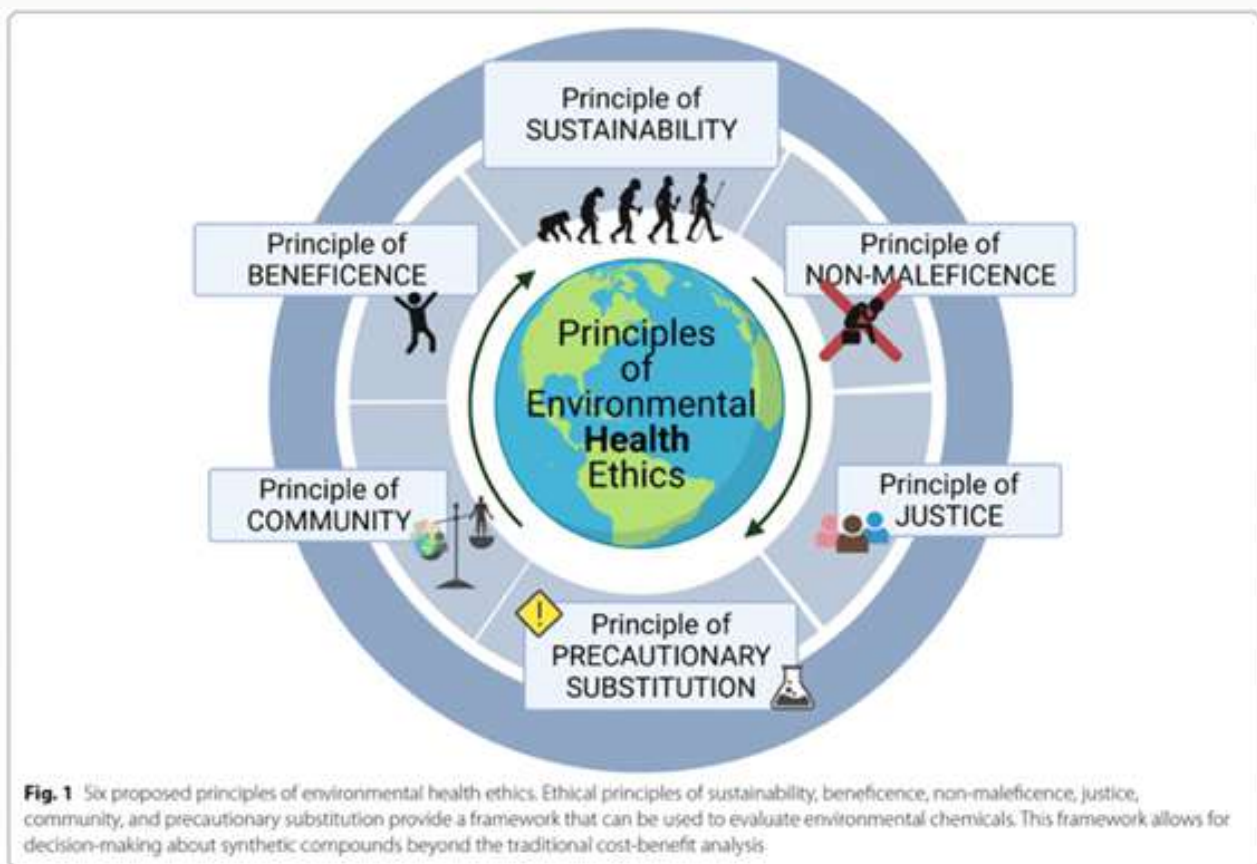 Principle of
SUSTAINABILITY
Principle of
BENEFICENCE
Principle of
NON-MALEFICENCE
Principles
of
Environmental
Health
Ethics
Principle of
COMMUNITY
Principle of
JUSTICE
!
Principle of
PRECAUTIONARY
SUBSTITUTION
Fig. 1 Six proposed principles of environmental health ethics. Ethical principles of sustainability, beneficence, non-maleficence, justice,
community, and precautionary substitution provide a framework that can be used to evaluate environmental chemicals. This framework allows for
decision-making about synthetic compounds beyond the traditional cost-benefit analysis